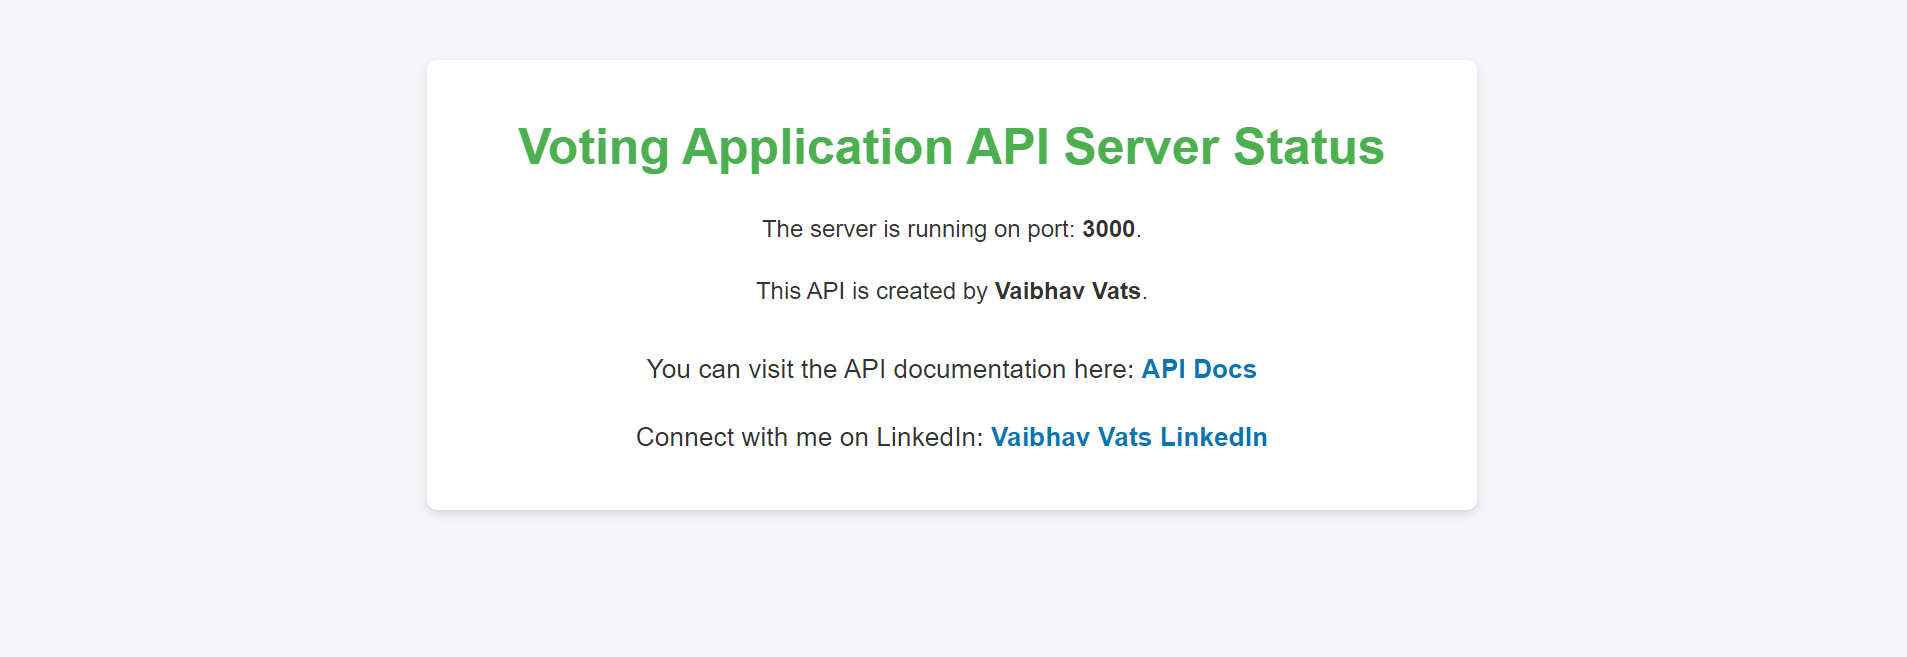 Voting Application API Server Status
The server is running on port: 3000.
This API is created by Vaibhav Vats.
You can visit the API documentation here: API Docs
Connect with me on LinkedIn: Vaibhav Vats LinkedIn